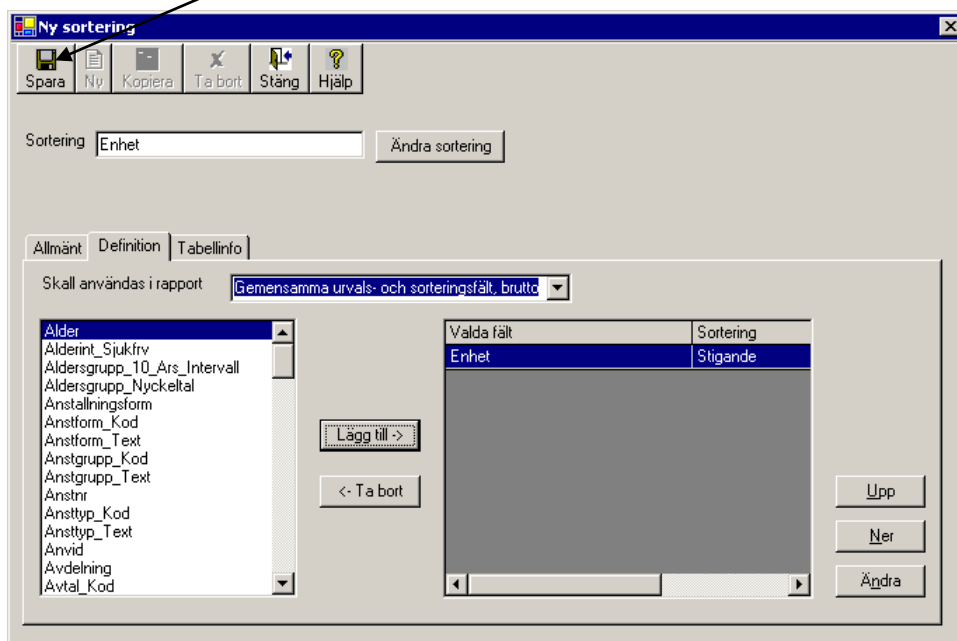 Ny sortering
Spara Ny Kopiera Ta bort Stäng Hjälp
Sortering Enhet Ändra sortering
Allmänt Definition Tabellinfo
Skall användas i rapport Gemensamma urvals- och sorteringsfält, brutto
Alder
Alderint_Sjukfrv
Aldersgrupp_10_Ars_Intervall
Aldersgrupp_Nyckeltal
Anstallningsform
Anstform_Kod
Anstform_Text
Anstgrupp_Kod
Anstgrupp_Text
Anstnr
Ansttyp_Kod
Ansttyp_Text
Anvid
Avdelning
Avtal_Kod
Lägg till ->
<- Ta bort
Valda fält Sortering
Enhet Stigande
Upp
Ner
Ändra